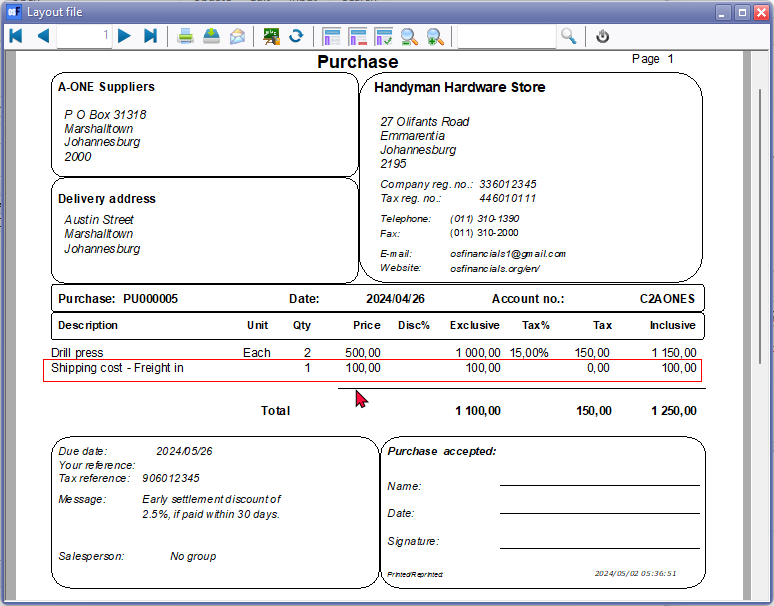 Layout file
1
Purchase
Page 1
A-ONE Suppliers
P O Box 31318
Marshalltown
Johannesburg
2000
Handyman Hardware Store
27 Olifants Road
Emmarentia
Johannesburg
2195
Company reg. no.: 336012345
Tax reg. no.: 446010111
Telephone: (011) 310-1390
Fax: (011) 310-2000
E-mail: osfinancials1@gmail.com
Website: osfinancials.org/en/
Delivery address
Austin Street
Marshalltown
Johannesburg
Purchase: PU000005 Date: 2024/04/26 Account no.: C2AONES
Description Unit Qty Price Disc% Exclusive Tax% Tax Inclusive
Drill press Each 2 500,00 1 000,00 15,00% 150,00 1 150,00
Shipping cost - Freight in 1 100,00 100,00 0,00 100,00
Total 1 100,00 150,00 1 250,00
Due date: 2024/05/26
Your reference:
Tax reference: 906012345
Message: Early settlement discount of
2.5%, if paid within 30 days.
Salesperson: No group
Purchase accepted:
Name:
Date:
Signature:
Printed/Reprinted: 2024/05/02 05:36:51